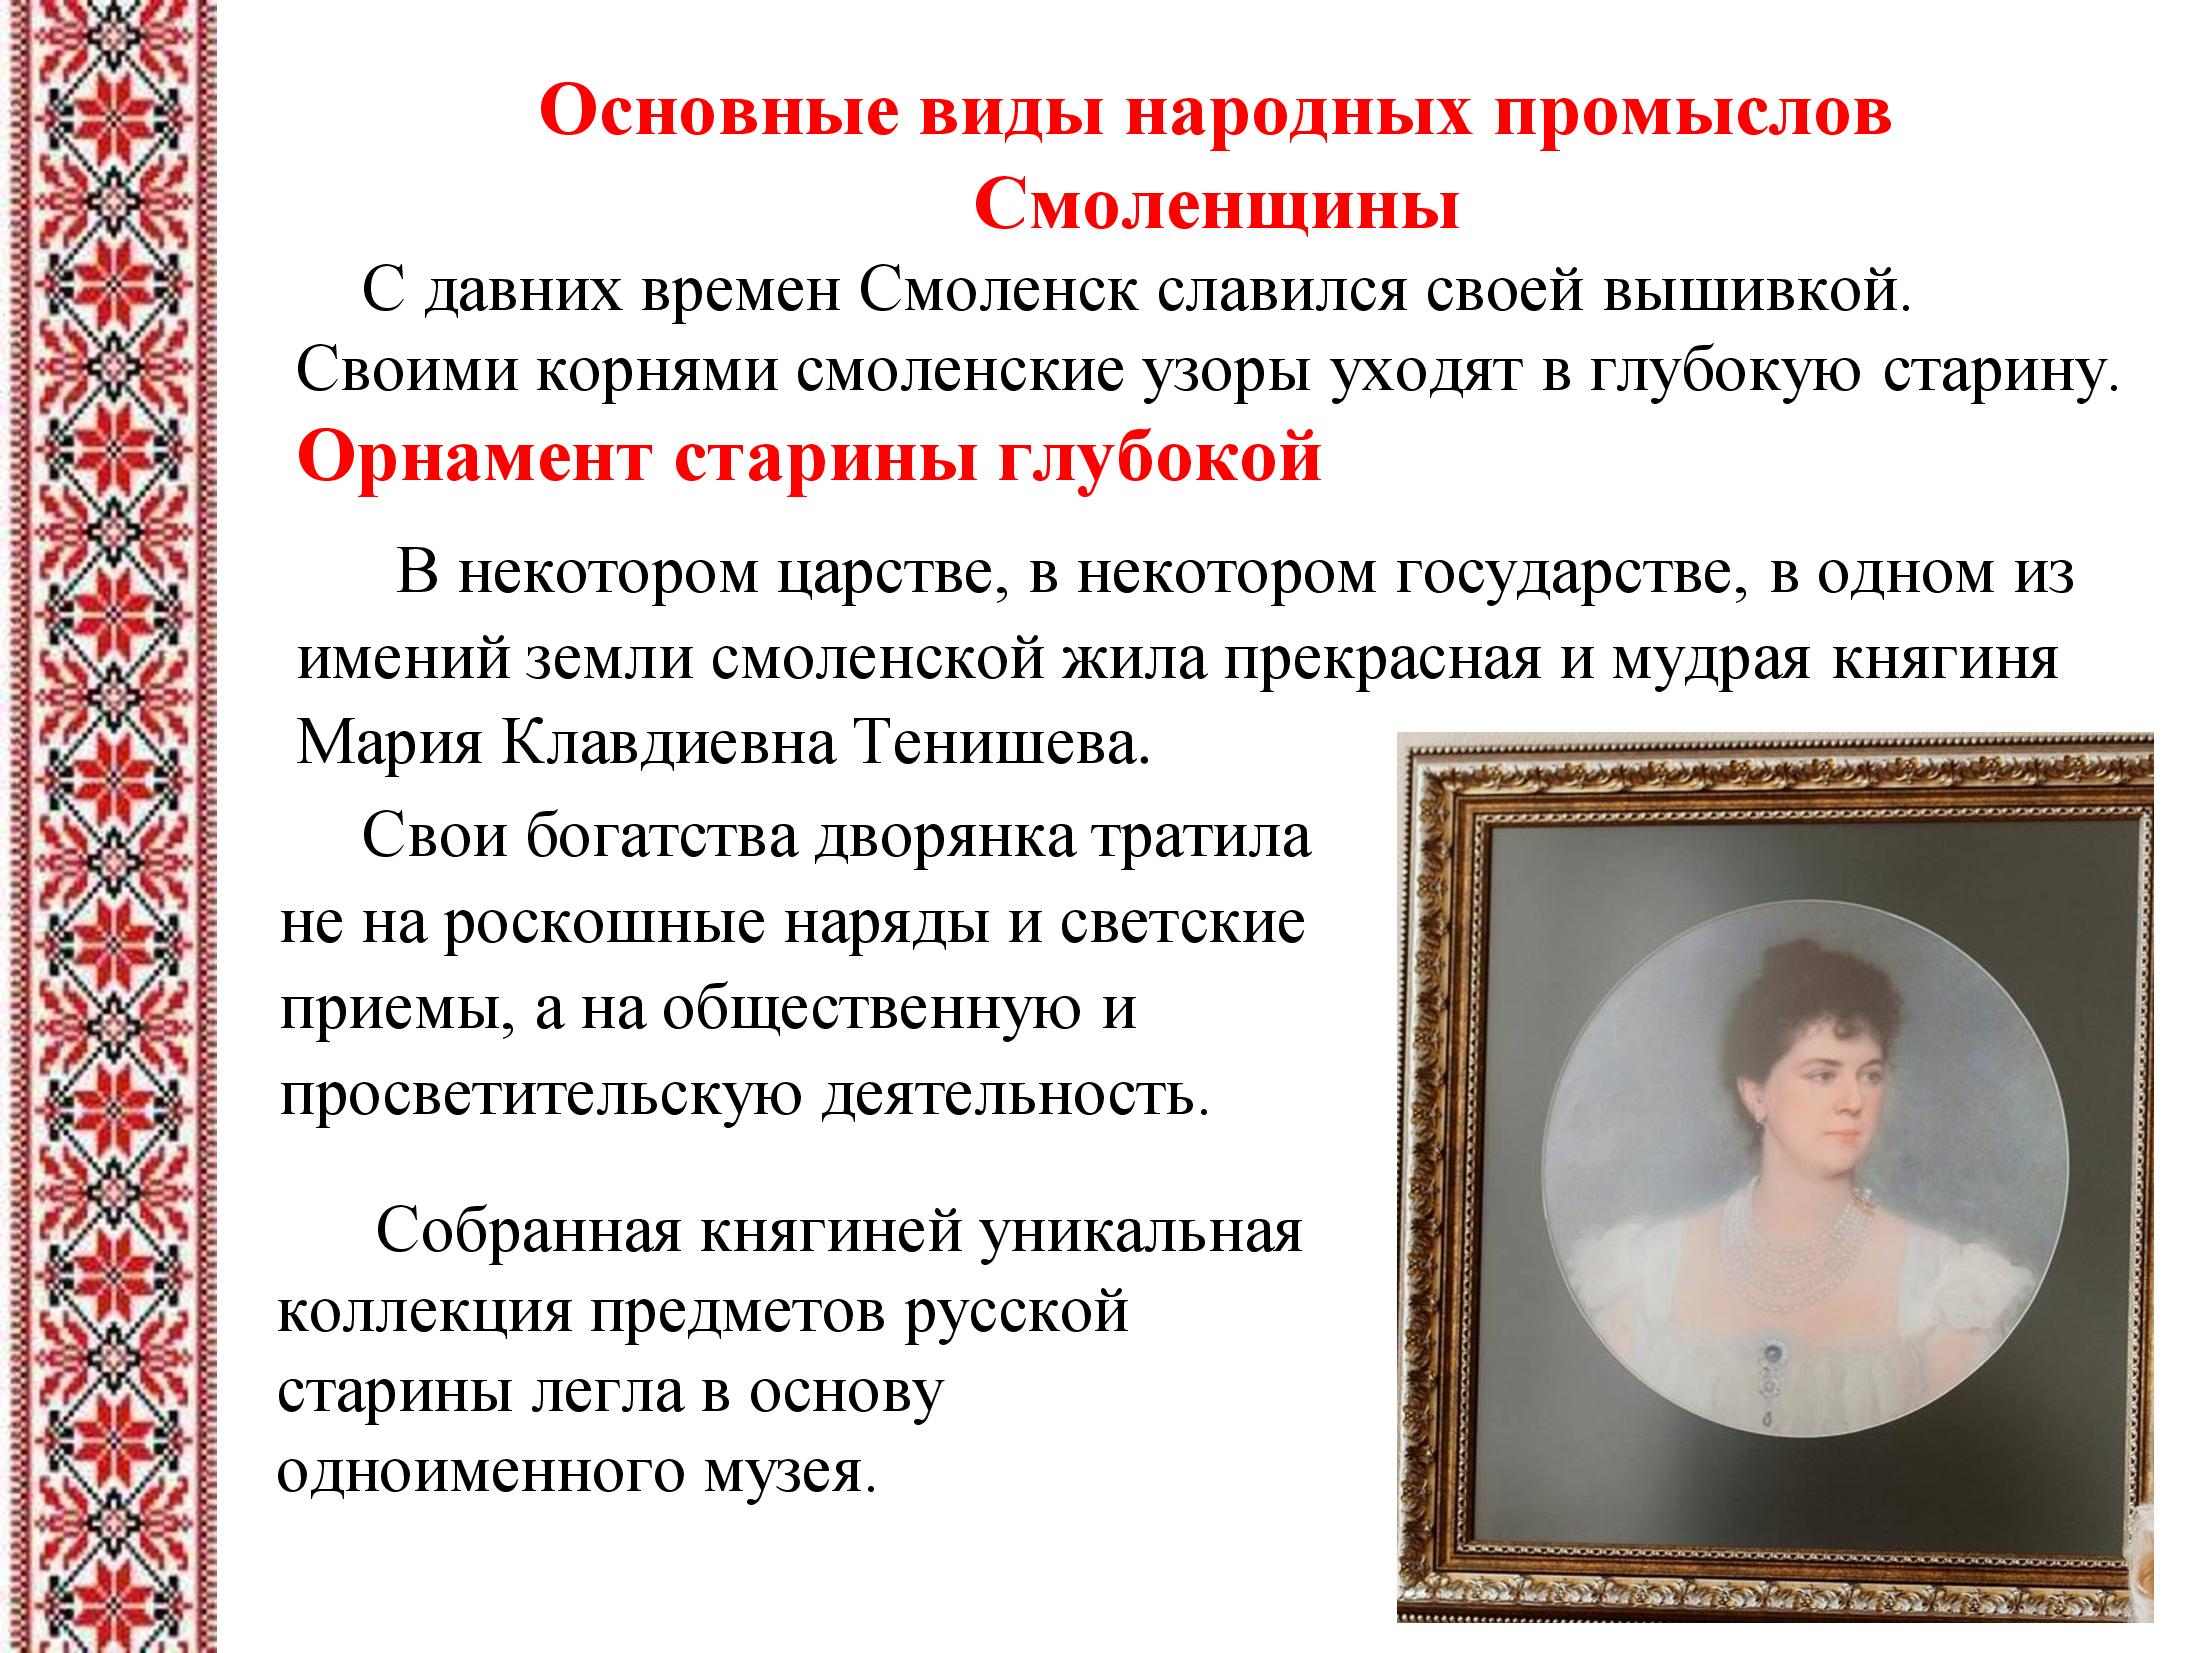 Основные виды народных промыслов
Смоленщины
С давних времен Смоленск славился своей вышивкой.
Своими корнями смоленские узоры уходят в глубокую старину.
Орнамент старины глубокой
В некотором царстве, в некотором государстве, в одном из
имений земли смоленской жила прекрасная и мудрая княгиня
Мария Клавдиевна Тенишева.
Свои богатства дворянка тратила
не на роскошные наряды и светские
приемы, а на общественную и
просветительскую деятельность.
Собранная княгиней уникальная
коллекция предметов русской
старины легла в основу
одноименного музея.